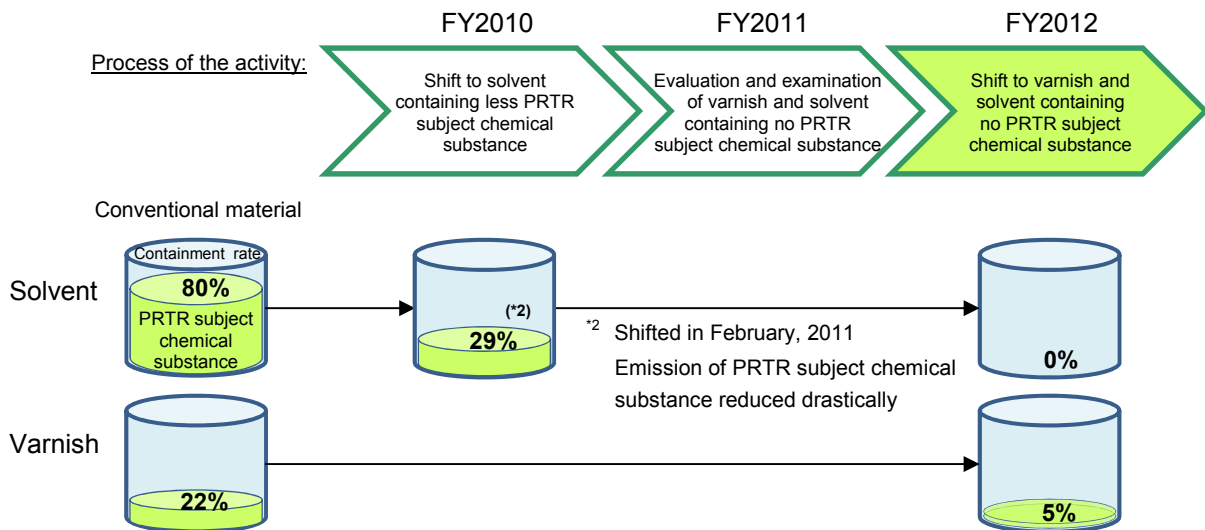 FY2010
FY2011
FY2012
Process of the activity:
Shift to solvent
containing less PRTR
subject chemical
substance
Evaluation and examination
of varnish and solvent
containing no PRTR
subject chemical substance
Shift to varnish and
solvent containing
no PRTR subject
chemical substance
Conventional material
Containment rate
Solvent
80%
PRTR subject
chemical
substance
(*2)
29%
*2 Shifted in February, 2011
Emission of PRTR subject chemical
substance reduced drastically
0%
Varnish
22%
5%